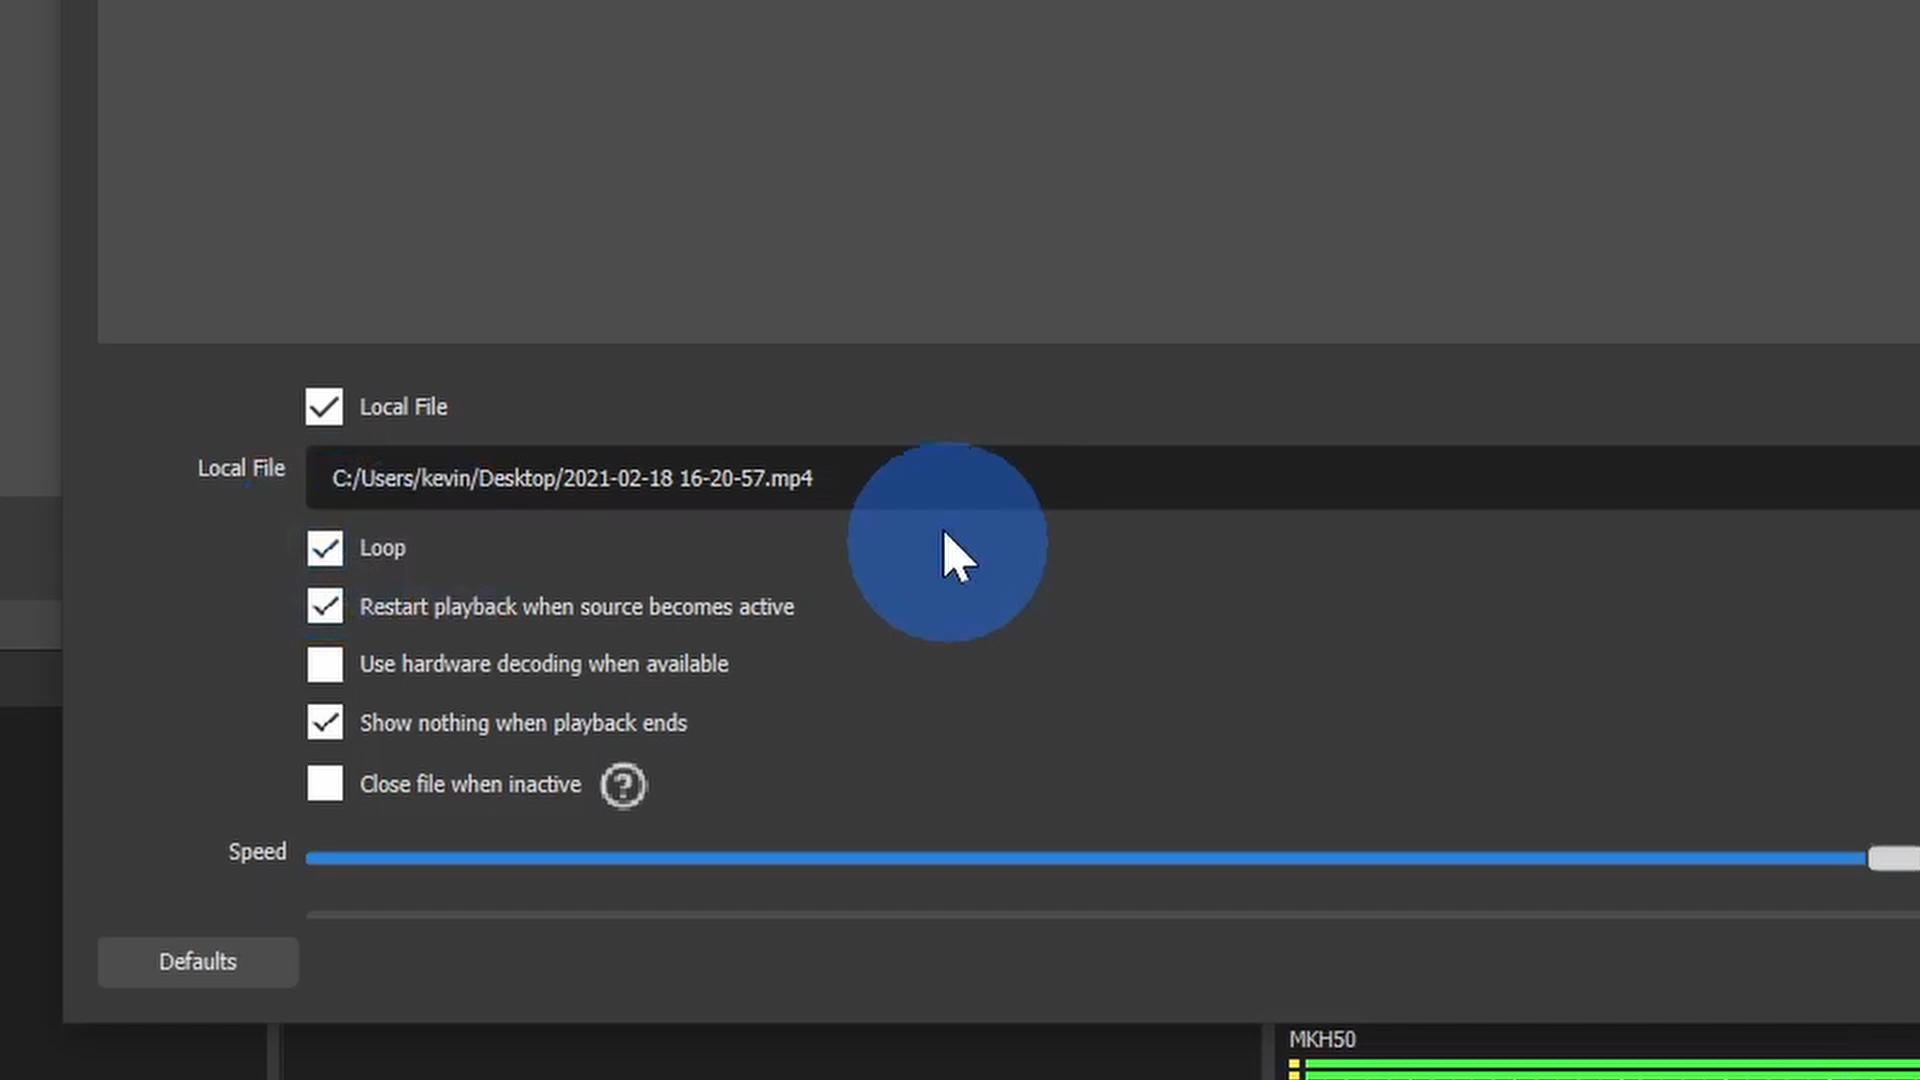 Local File
Local File
C:/Users/kevin/Desktop/2021-02-18 16-20-57.mp4
Loop
Restart playback when source becomes active
Use hardware decoding when available
Show nothing when playback ends
Close file when inactive ?
Speed
Defaults
MKH50